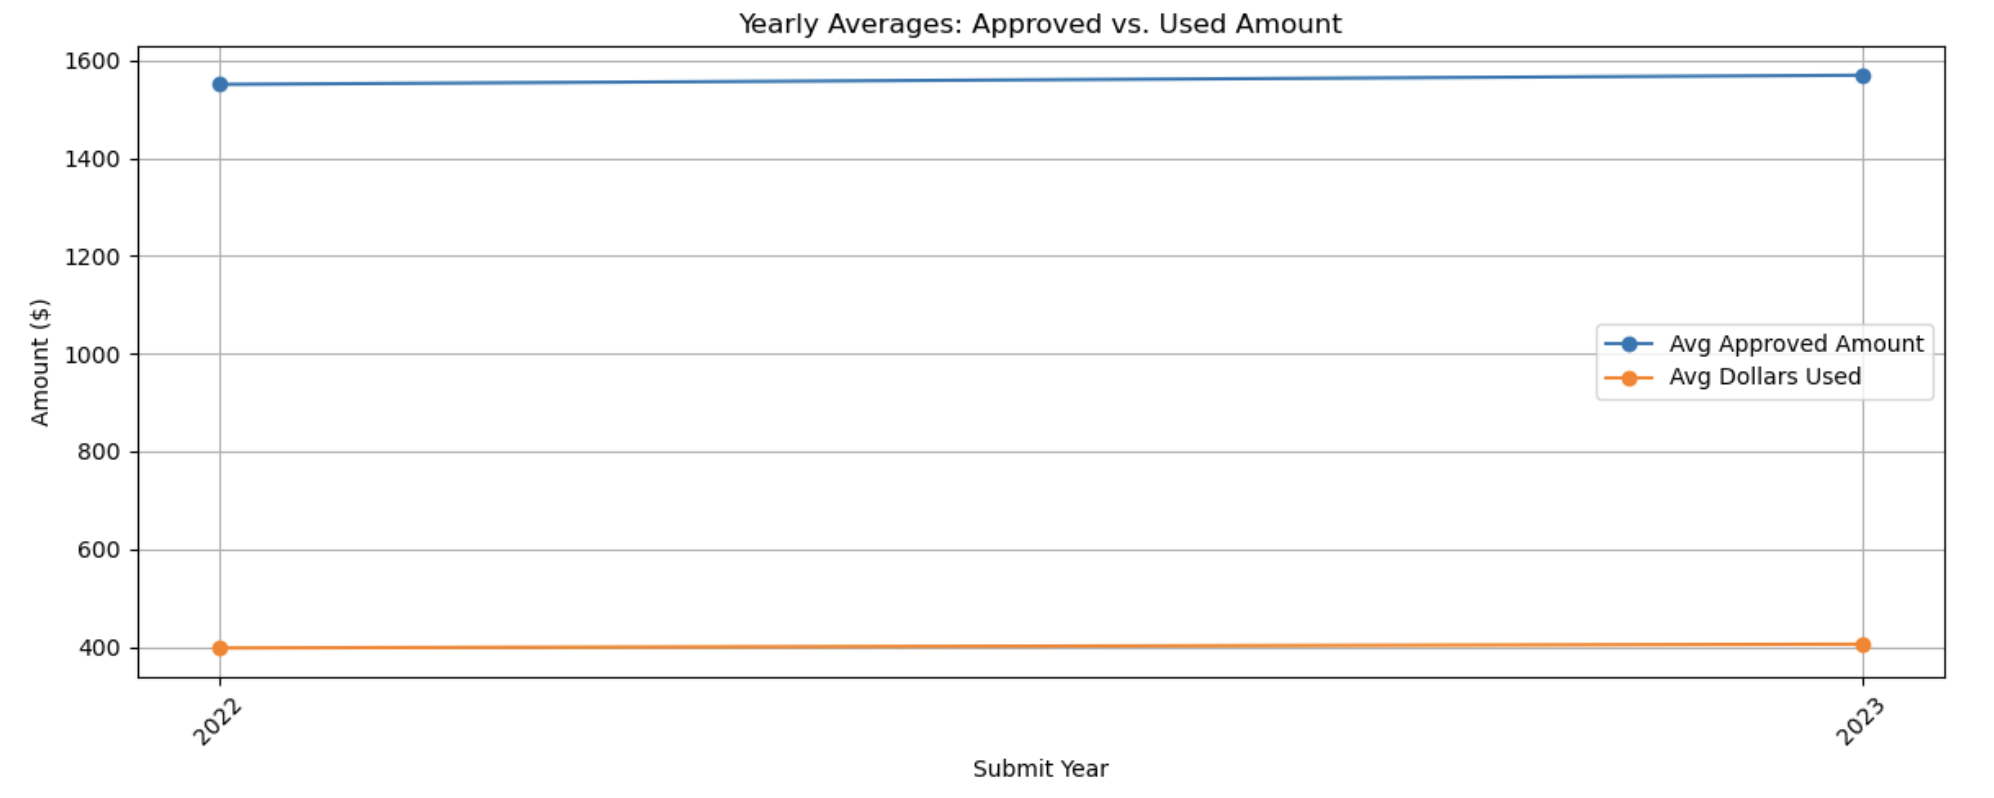 Yearly Averages: Approved vs. Used Amount
1600
1400
1200
1000
800
600
400
Amount ($)
Avg Approved Amount
Avg Dollars Used
2022
2023
Submit Year